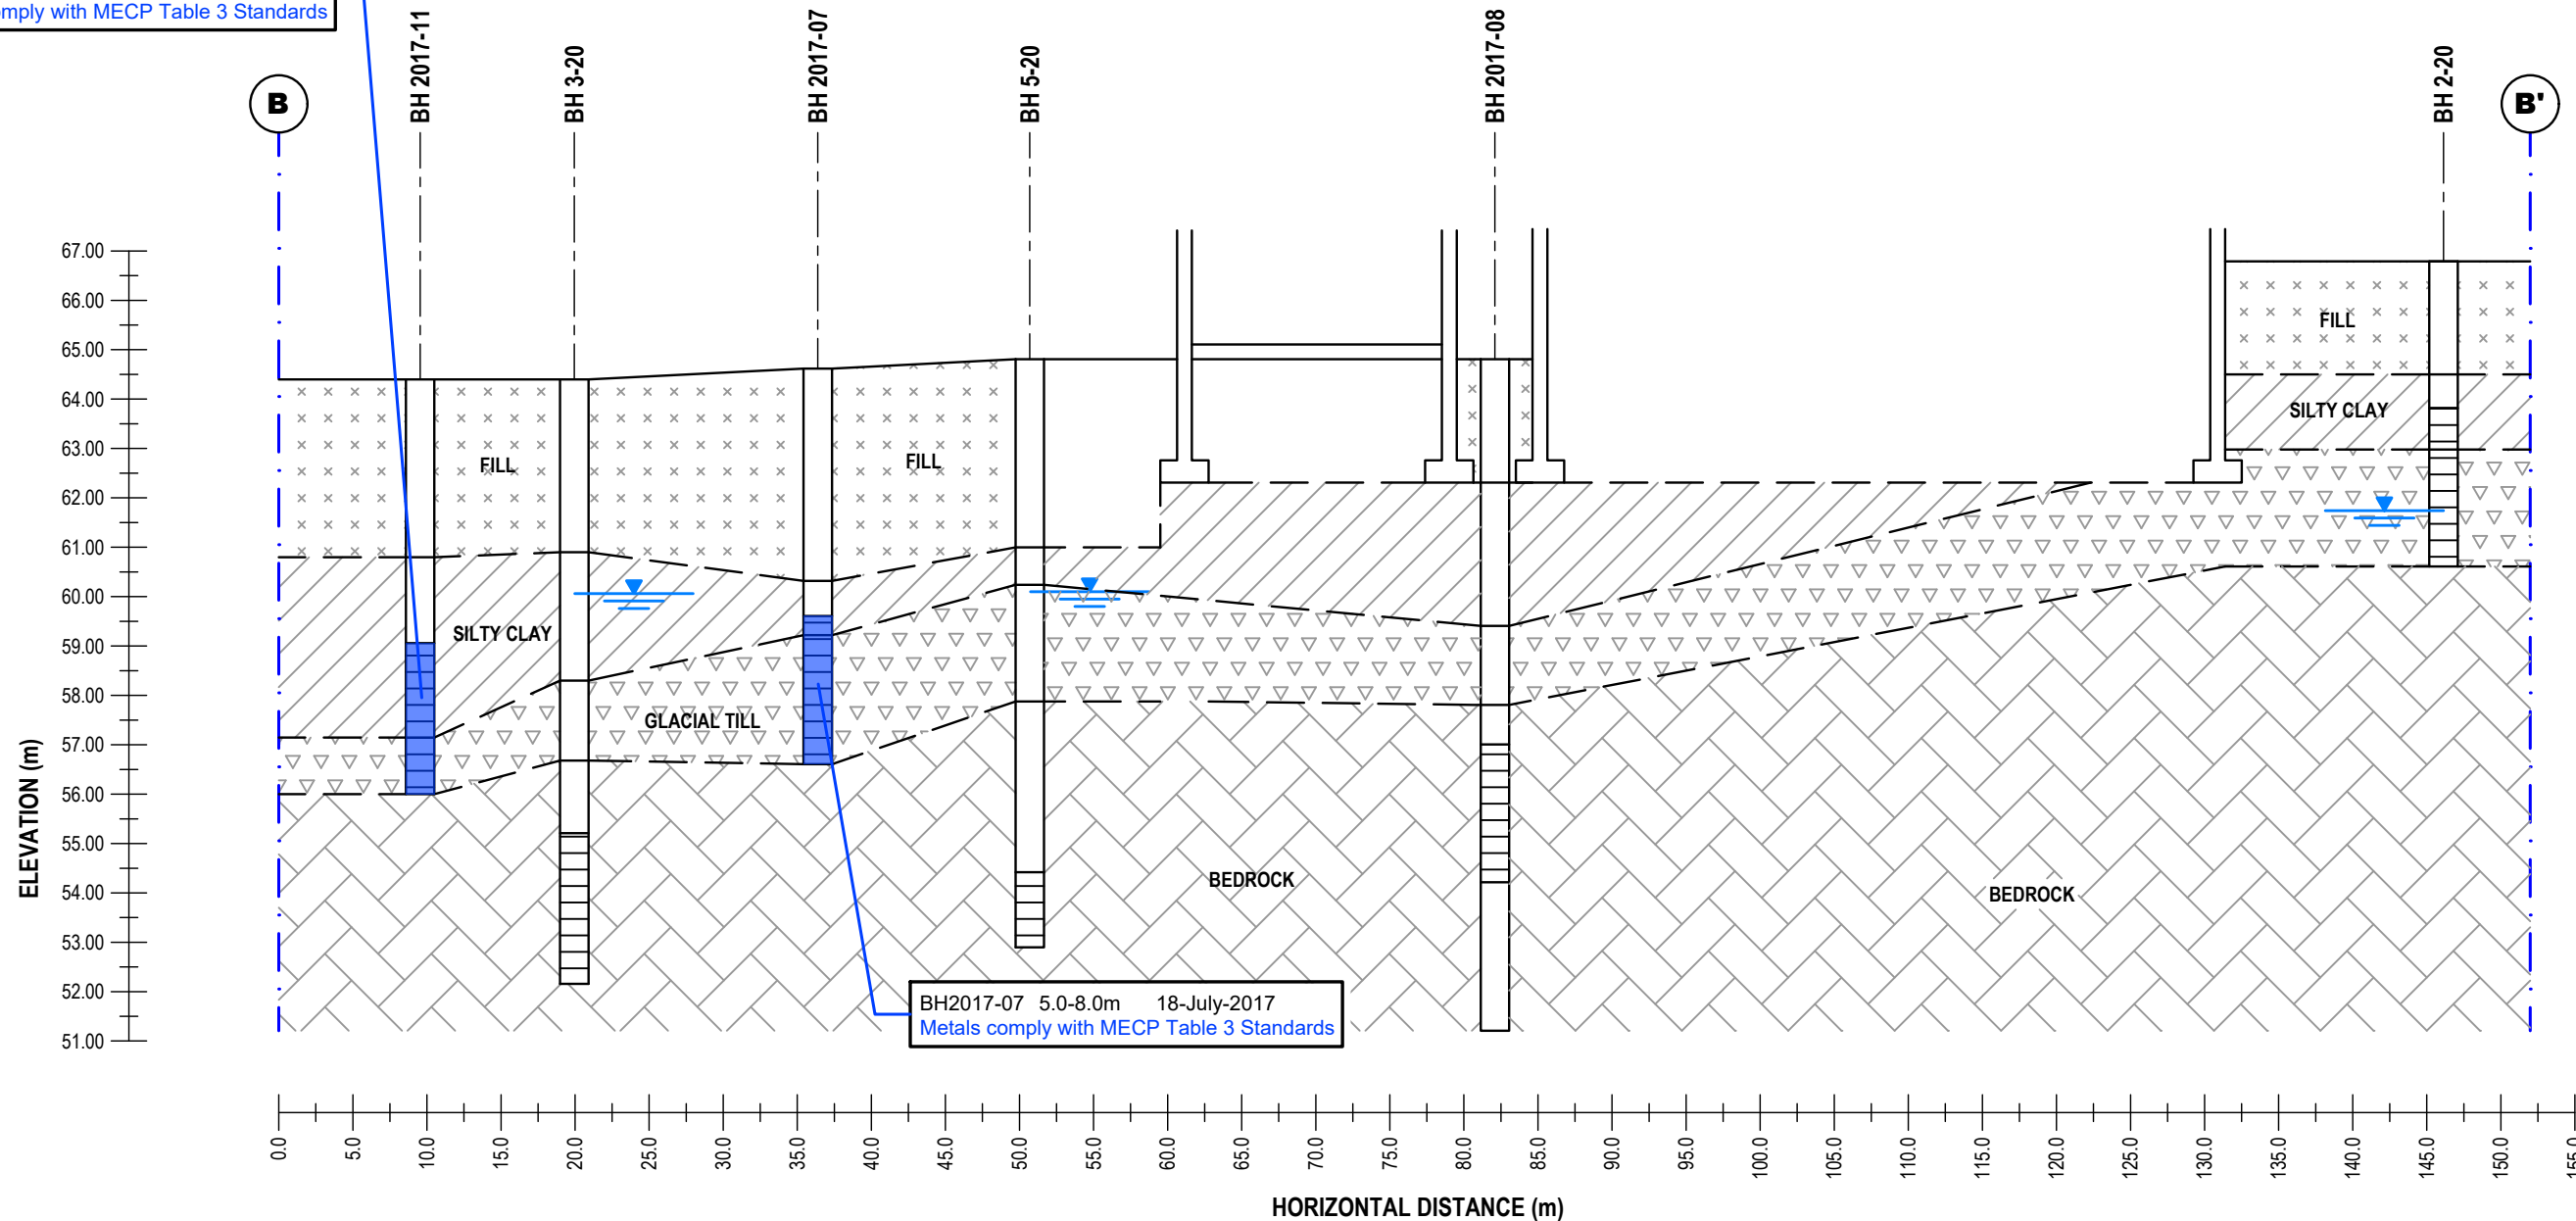 comply with MECP Table 3 Standards
BH 2017-11
BH 3-20
BH 2017-07
BH 5-20
BH 2017-08
BH 2-20
B
B'
67.00
66.00
65.00
64.00
63.00
62.00
61.00
60.00
59.00
58.00
57.00
56.00
55.00
54.00
53.00
52.00
51.00
ELEVATION (m)
FILL
FILL
FILL
SILTY CLAY
SILTY CLAY
GLACIAL TILL
BEDROCK
BEDROCK
BH2017-07 5.0-8.0m 18-July-2017
Metals comply with MECP Table 3 Standards
0.0
5.0
10.0
15.0
20.0
25.0
30.0
35.0
40.0
45.0
50.0
55.0
60.0
65.0
70.0
75.0
80.0
85.0
90.0
95.0
100.0
105.0
110.0
115.0
120.0
125.0
130.0
135.0
140.0
145.0
150.0
155.0
HORIZONTAL DISTANCE (m)